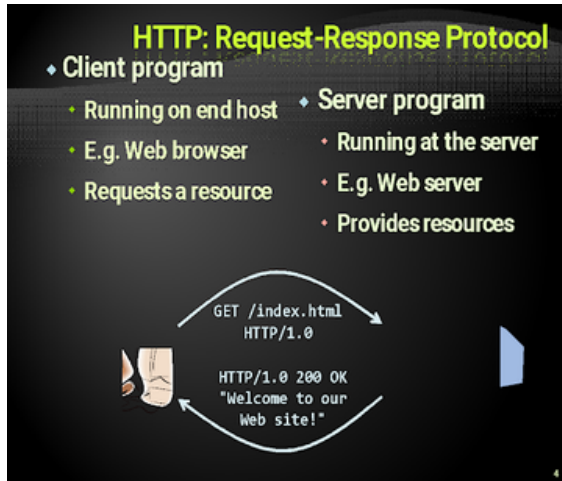 HTTP: Request-Response Protocol
Client program
Running on end host
E.g. Web browser
Requests a resource
Server program
Running at the server
E.g. Web server
Provides resources
GET /index.html
HTTP/1.0
HTTP/1.0 200 OK
"Welcome to our
Web site!"
4